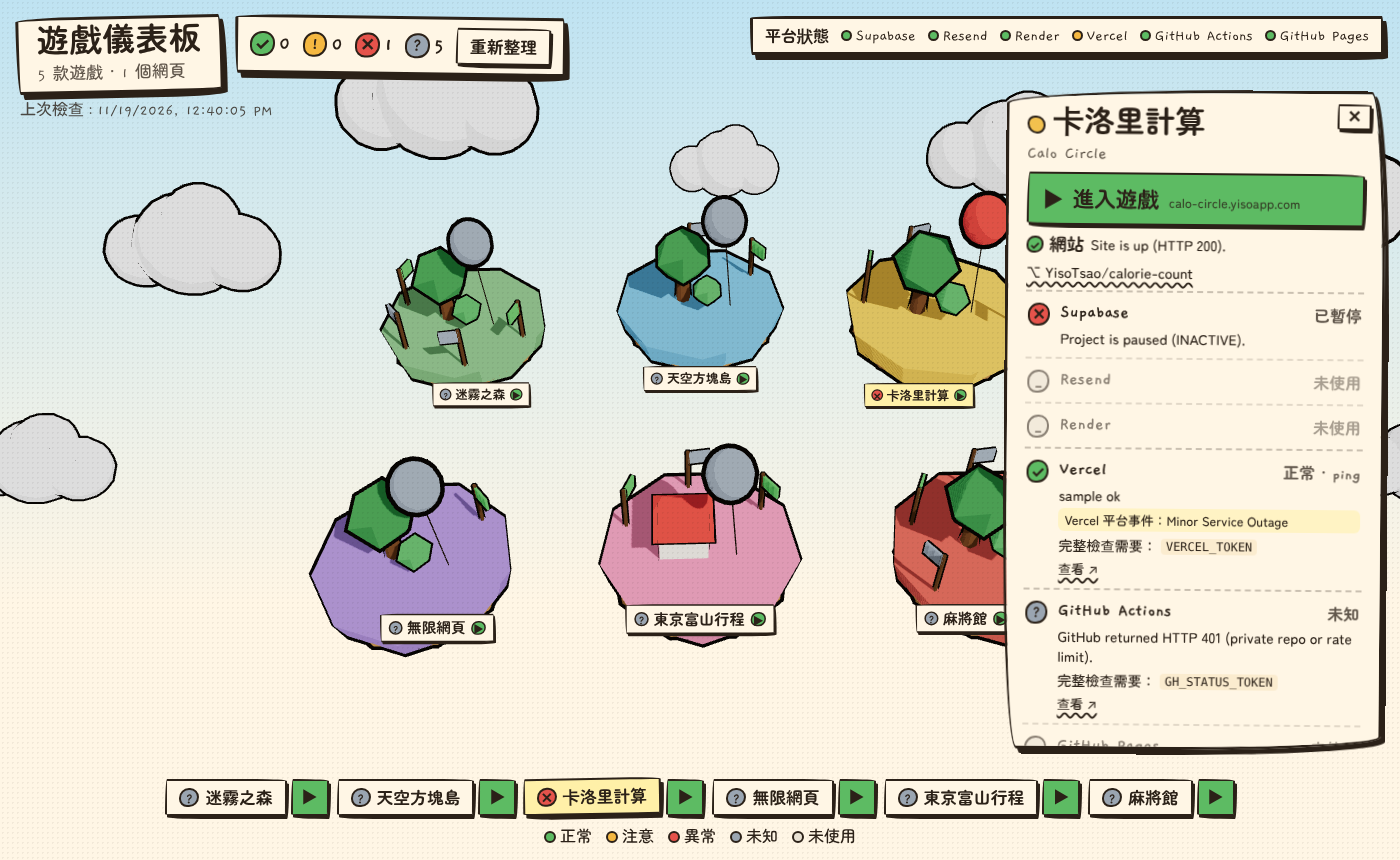 遊戲儀表板
5 款遊戲 · 1 個網頁
0 ! 0 1 ? 5 重新整理
上次檢查：11/19/2026, 12:40:05 PM
平台狀態 Supabase Resend Render Vercel GitHub Actions GitHub Pages
? 迷霧之森
? 天空方塊島
卡洛里計算
? 無限網頁
? 東京富山行程
? 麻將館
卡洛里計算
Calo Circle
進入遊戲 calo-circle.yisoapp.com
網站 Site is up (HTTP 200).
⌥ YisoTsao/calorie-count
Supabase 已暫停
Project is paused (INACTIVE).
Resend 未使用
Render 未使用
Vercel 正常 · ping
sample ok
Vercel 平台事件：Minor Service Outage
完整檢查需要： VERCEL_TOKEN
查看 ↗
? GitHub Actions 未知
GitHub returned HTTP 401 (private repo or rate
limit).
完整檢查需要： GH_STATUS_TOKEN
查看 ↗
GitHub Pages
? 迷霧之森 ? 天空方塊島 卡洛里計算 ? 無限網頁 ? 東京富山行程 ? 麻將館
正常 注意 異常 未知 未使用